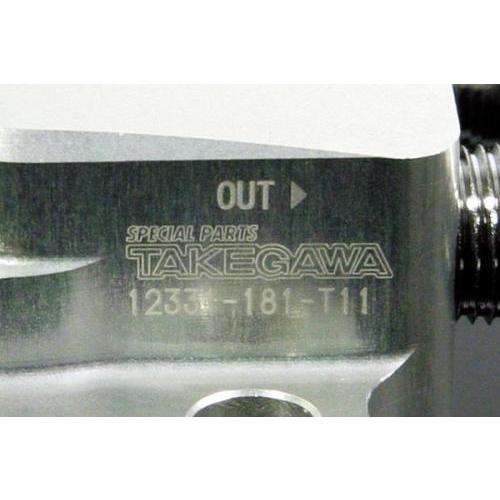 OUT ▶
SPECIAL PARTS
TAKEGAWA